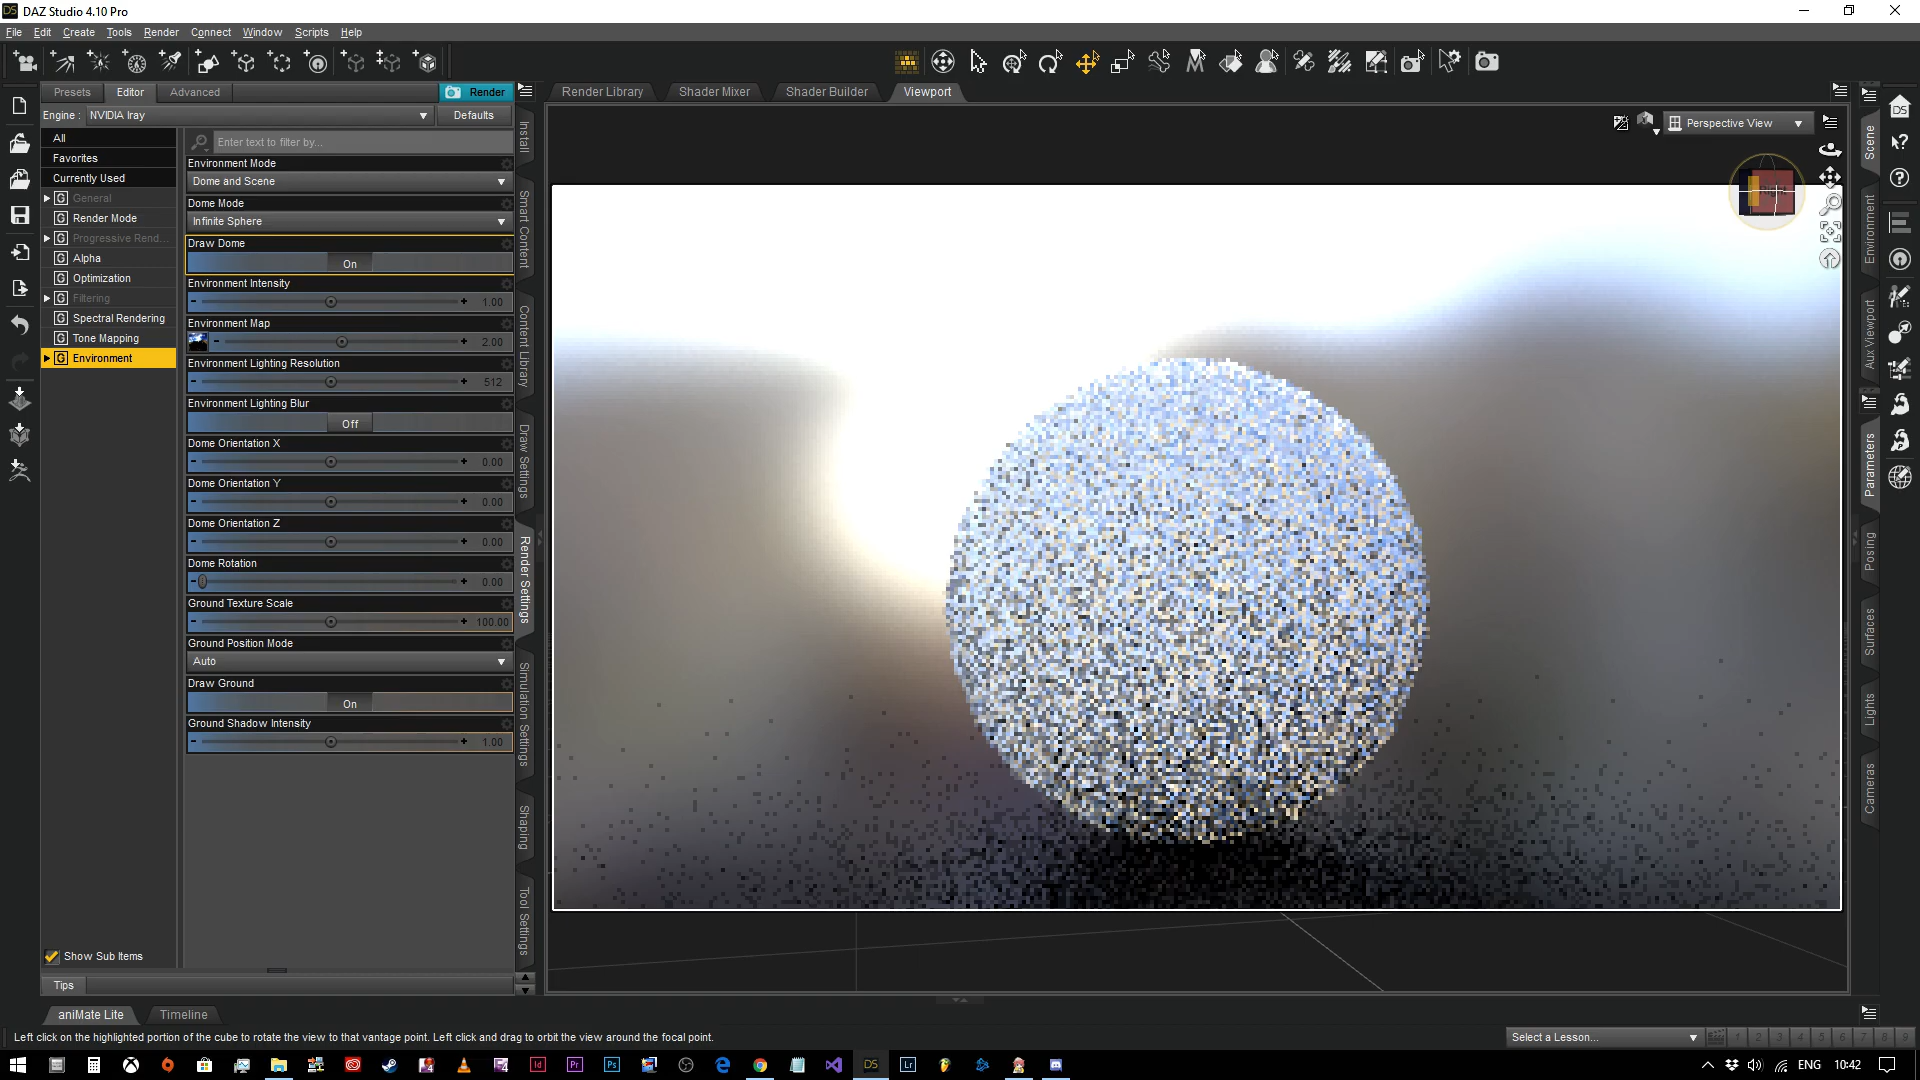 DAZ Studio 4.10 Pro
File Edit Create Tools Render Connect Window Scripts Help
Presets Editor Advanced Render
Render Library Shader Mixer Shader Builder Viewport
Engine : NVIDIA Iray Defaults
Perspective View
All
Favorites
Currently Used
General
Render Mode
Progressive Rend...
Alpha
Optimization
Filtering
Spectral Rendering
Tone Mapping
Environment
Show Sub Items
Tips
Enter text to filter by...
Environment Mode
Dome and Scene
Dome Mode
Infinite Sphere
Draw Dome
On
Environment Intensity
1.00
Environment Map
2.00
Environment Lighting Resolution
512
Environment Lighting Blur
Off
Dome Orientation X
0.00
Dome Orientation Y
0.00
Dome Orientation Z
0.00
Dome Rotation
0.00
Ground Texture Scale
100.00
Ground Position Mode
Auto
Draw Ground
On
Ground Shadow Intensity
1.00
Install
Smart Content
Content Library
Draw Settings
Render Settings
Simulation Settings
Shaping
Tool Settings
Scene
Environment
Aux Viewport
Parameters
Posing
Surfaces
Lights
Cameras
aniMate Lite Timeline
Left click on the highlighted portion of the cube to rotate the view to that vantage point. Left click and drag to orbit the view around the focal point.
Select a Lesson... 1 2 3 4 5 6 7 8 9
ENG 10:42